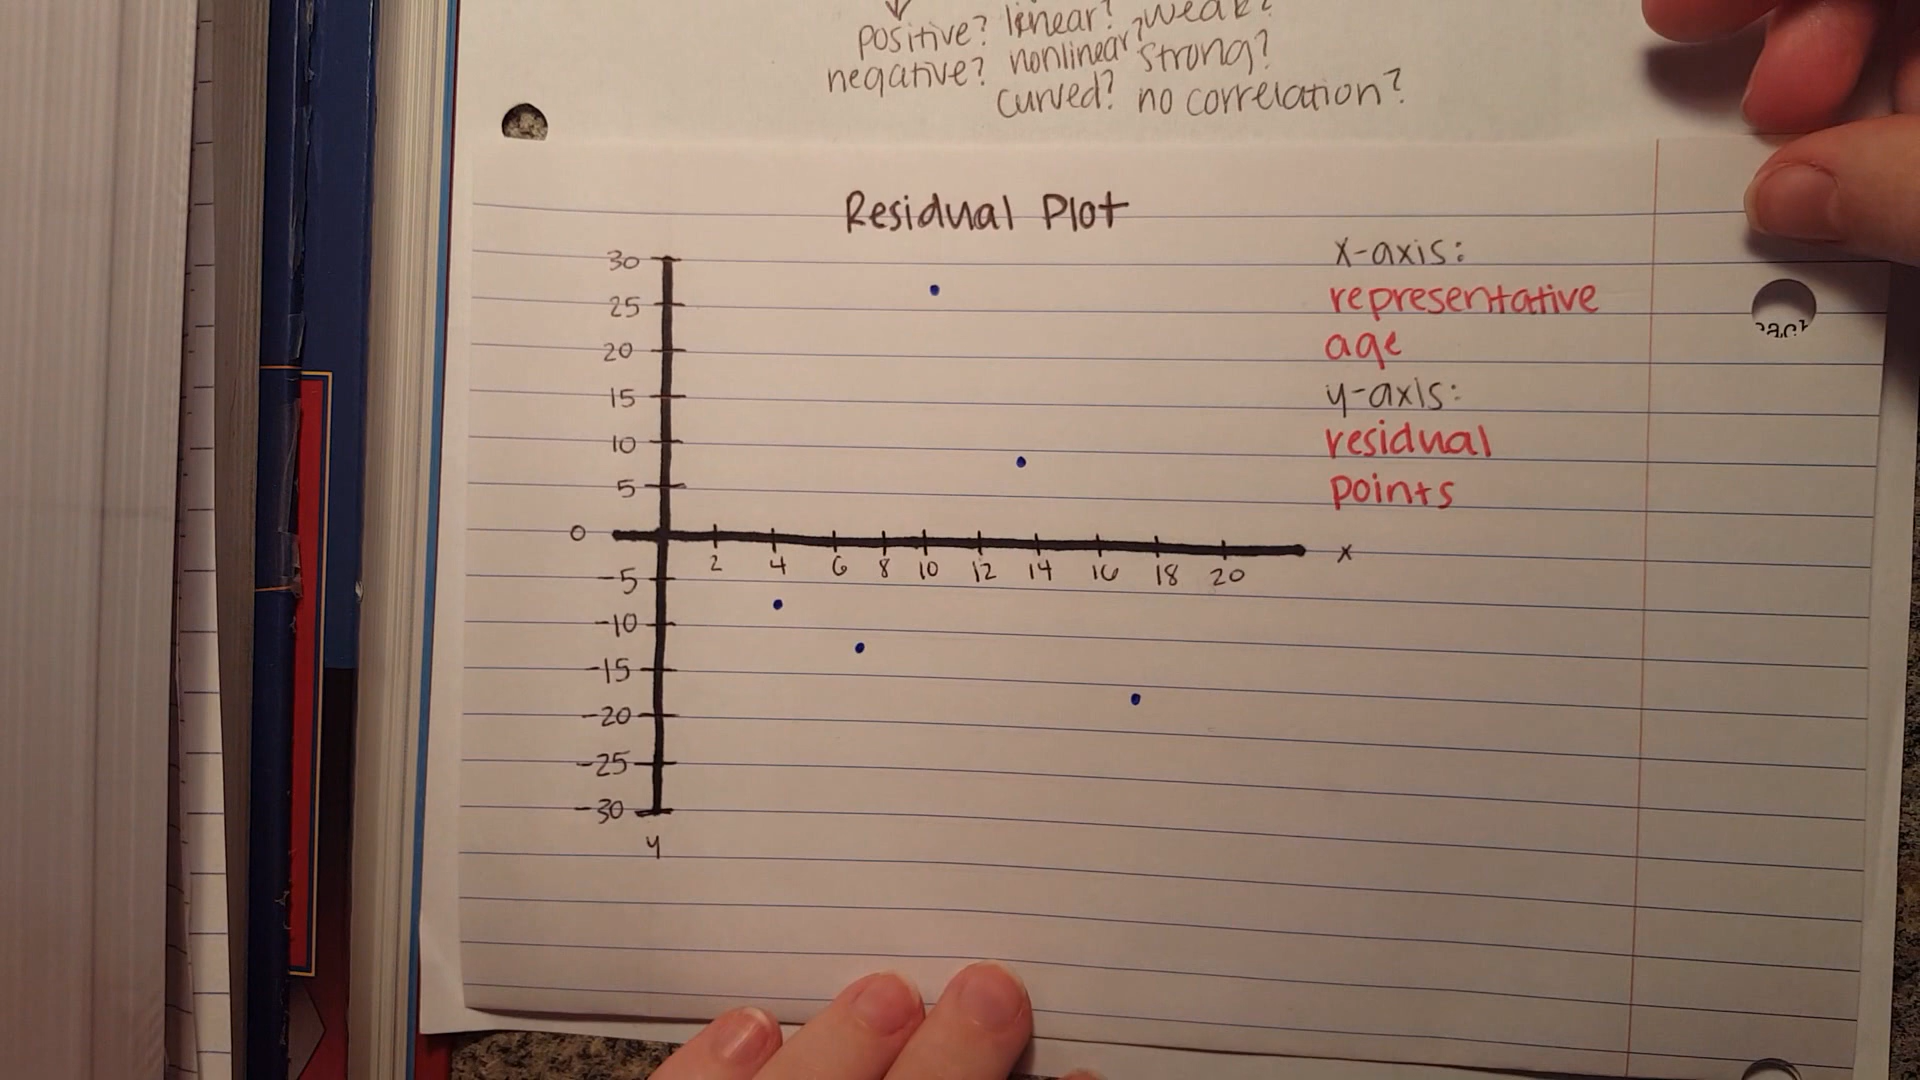 positive? linear? weak?
negative? nonlinear? strong?
curved? no correlation?
Residual Plot
x-axis:
representative
age
y-axis:
residual
points
30
25
20
15
10
5
0
2 4 6 8 10 12 14 16 18 20
x
-5
-10
-15
-20
-25
-30
y